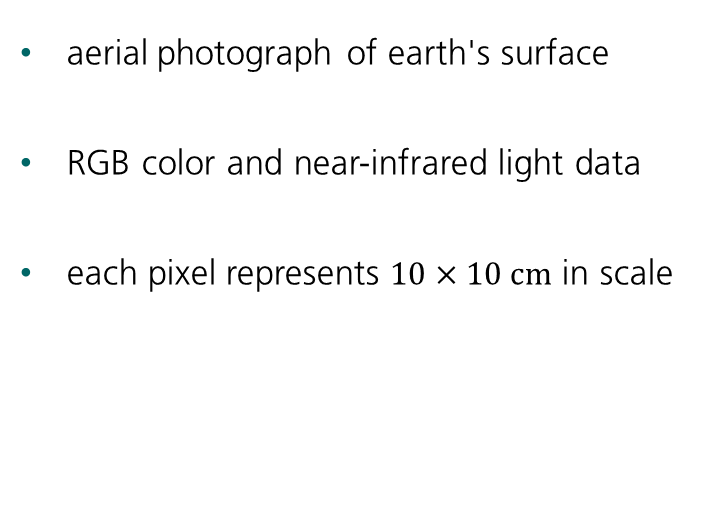 • aerial photograph of earth's surface
• RGB color and near-infrared light data
• each pixel represents 10 × 10 cm in scale